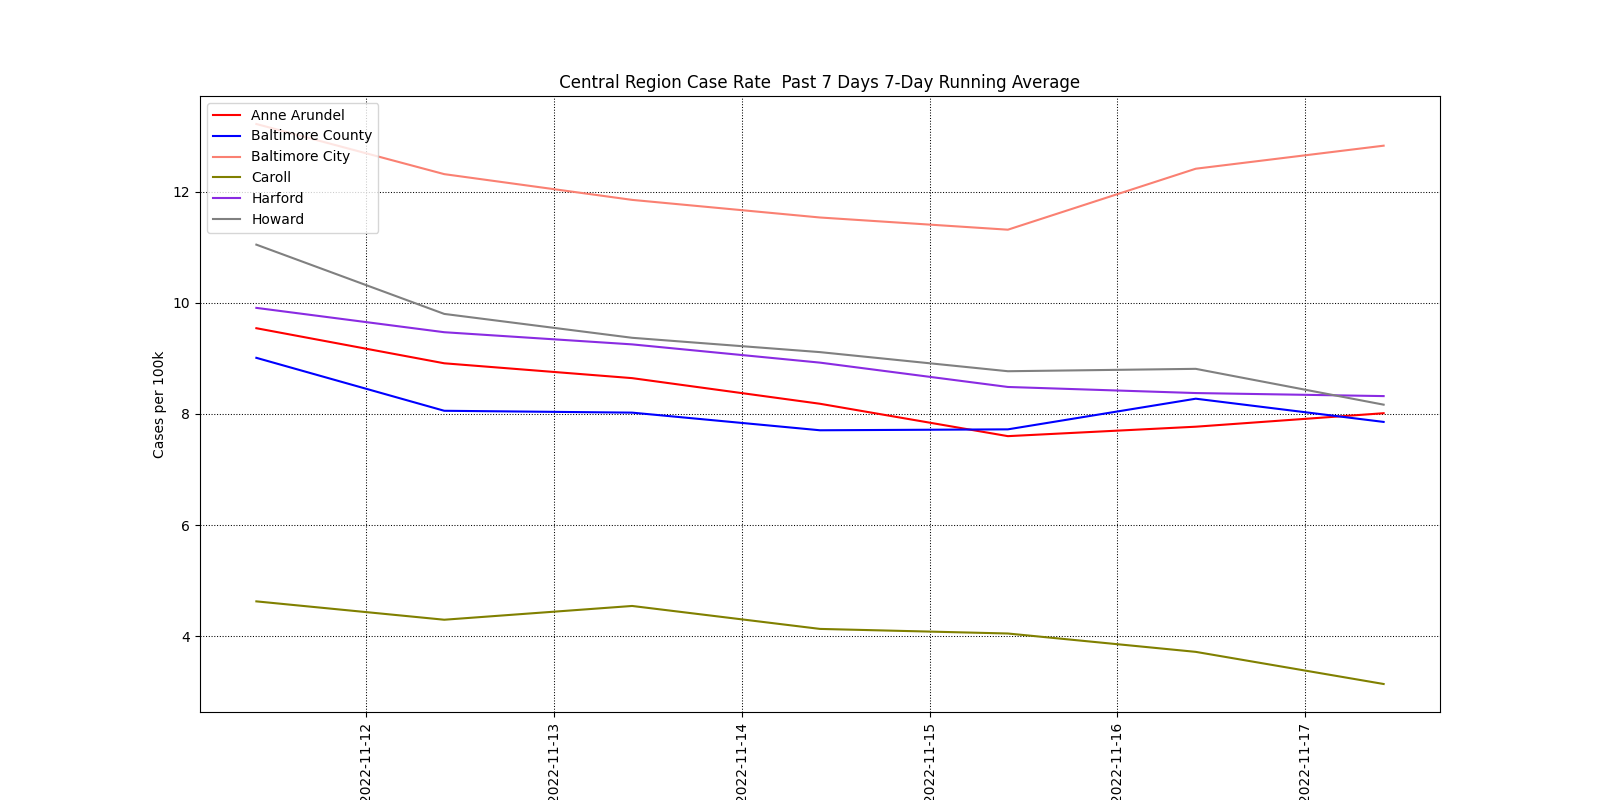 Central Region Case Rate  Past 7 Days 7-Day Running Average
Anne Arundel
Baltimore County
Baltimore City
Caroll
Harford
Howard
Cases per 100k
12
10
8
6
4
2022-11-12
2022-11-13
2022-11-14
2022-11-15
2022-11-16
2022-11-17